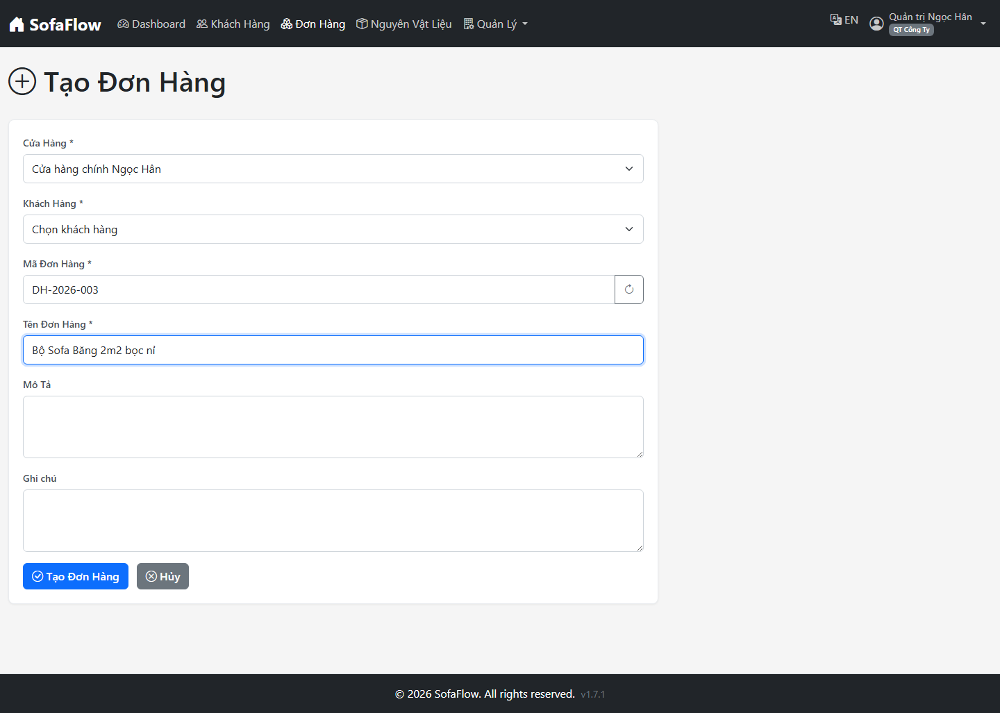 SofaFlow Dashboard Khách Hàng Đơn Hàng Nguyên Vật Liệu Quản Lý EN Quản trị Ngọc Hân
QT Công Ty
Tạo Đơn Hàng
Cửa Hàng *
Cửa hàng chính Ngọc Hân
Khách Hàng *
Chọn khách hàng
Mã Đơn Hàng *
DH-2026-003
Tên Đơn Hàng *
Bộ Sofa Băng 2m2 bọc nỉ
Mô Tả
Ghi chú
Tạo Đơn Hàng Hủy
© 2026 SofaFlow. All rights reserved. v1.7.1